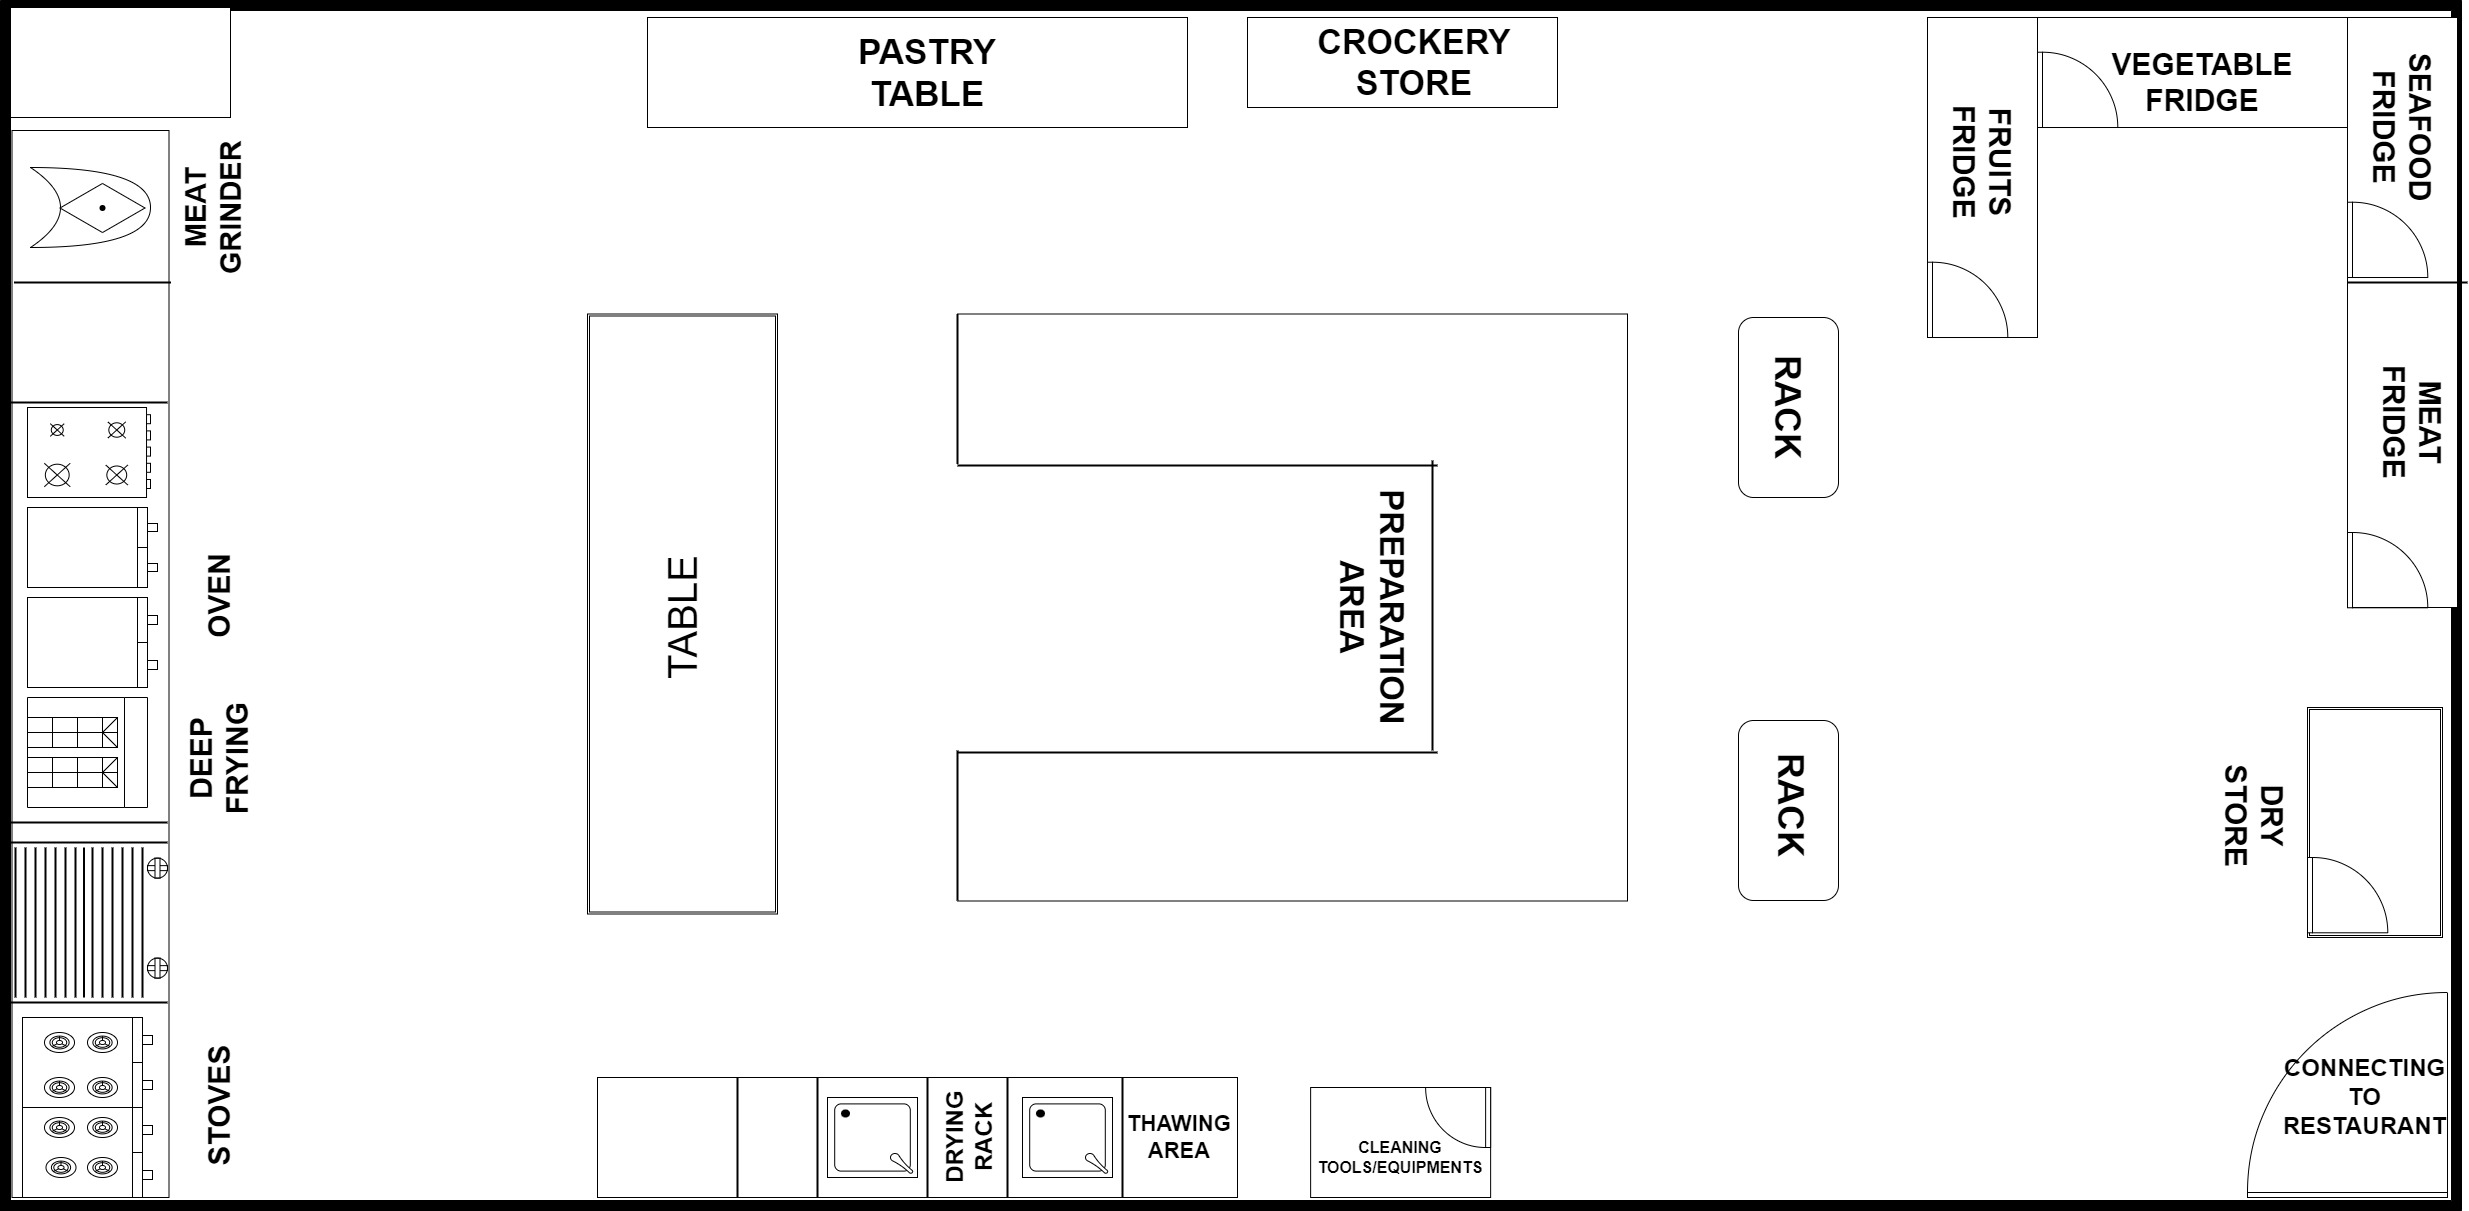 PASTRY
TABLE
CROCKERY
STORE
VEGETABLE
FRIDGE
SEAFOOD
FRIDGE
FRUITS
FRIDGE
MEAT
GRINDER
MEAT
FRIDGE
RACK
OVEN
TABLE
PREPARATION
AREA
DEEP
FRYING
RACK
DRY
STORE
STOVES
DRYING
RACK
THAWING
AREA
CLEANING
TOOLS/EQUIPMENTS
CONNECTING
TO
RESTAURANT